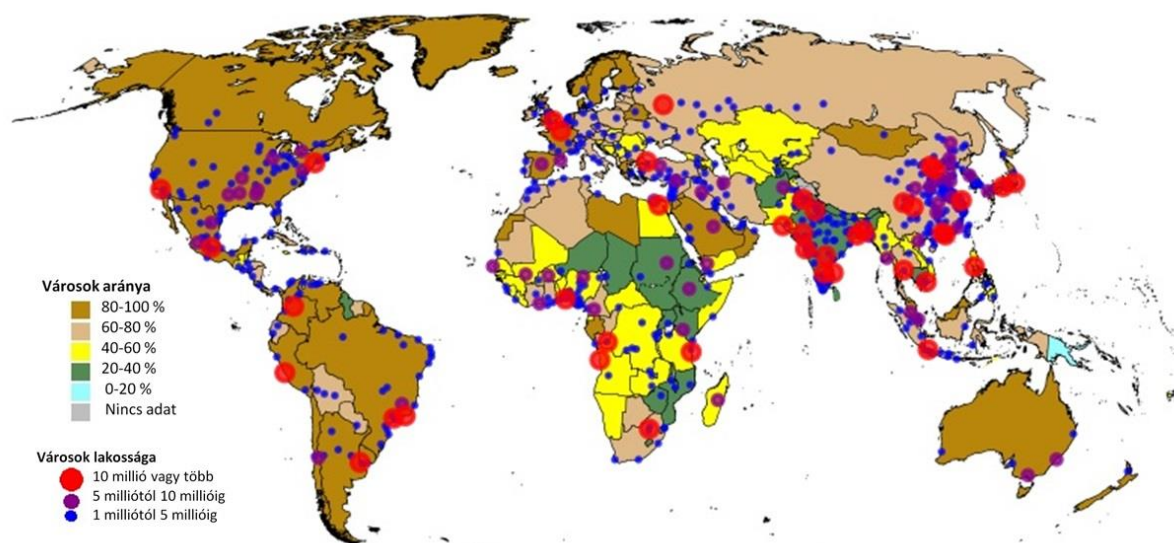 Városok aránya
80-100 %
60-80 %
40-60 %
20-40 %
0-20 %
Nincs adat
Városok lakossága
10 millió vagy több
5 milliótól 10 millióig
1 milliótól 5 millióig